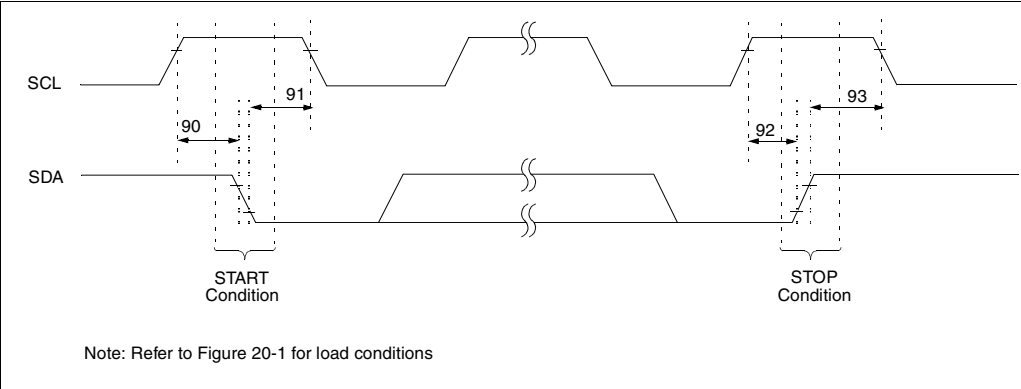 SCL
91
93
90
92
SDA
START
Condition
STOP
Condition
Note: Refer to Figure 20-1 for load conditions